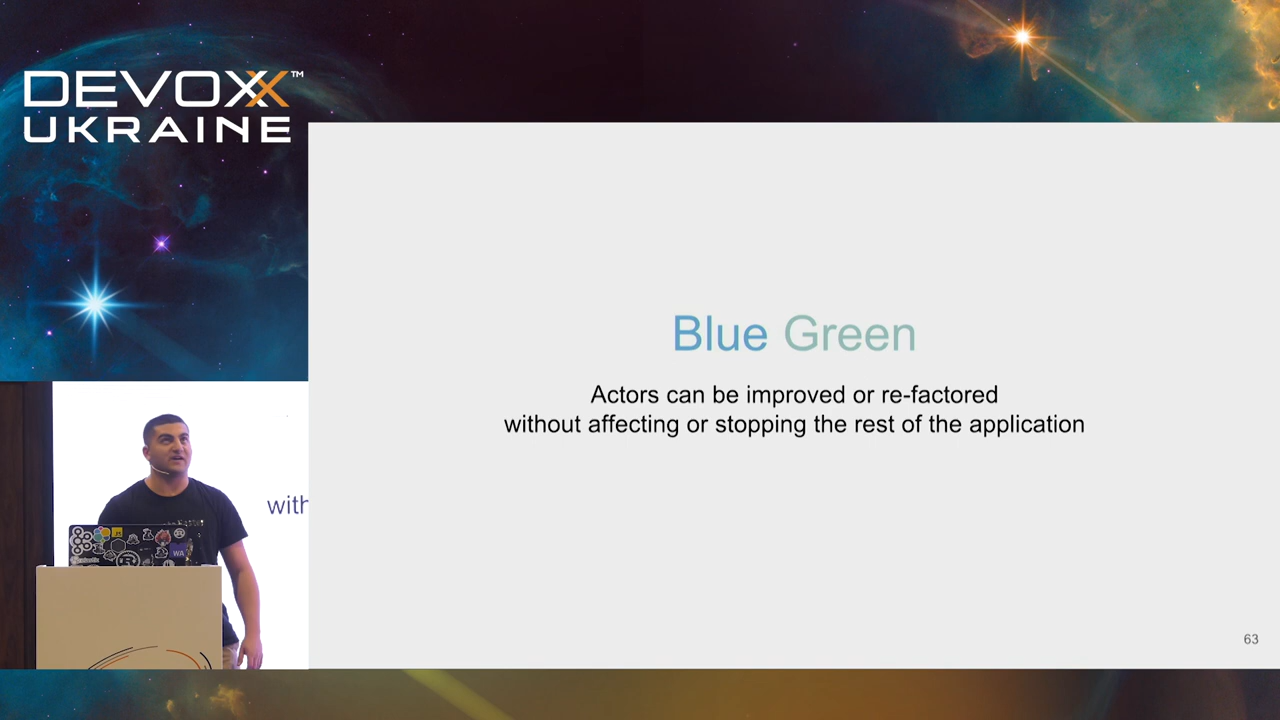 DEVOXX™
UKRAINE
Blue Green
Actors can be improved or re-factored
without affecting or stopping the rest of the application
with
WA
63